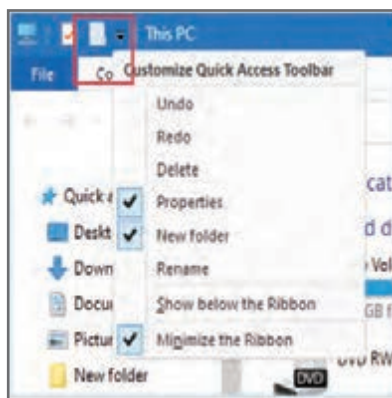 This PC
File
Co
Customize Quick Access Toolbar
Undo
Redo
Delete
Properties
New folder
Rename
Show below the Ribbon
Minimize the Ribbon
Quick a
Deskt
Down
Docu
Pictur
New folder
cat
d d
Vol
GB f
DVD RW
DVD